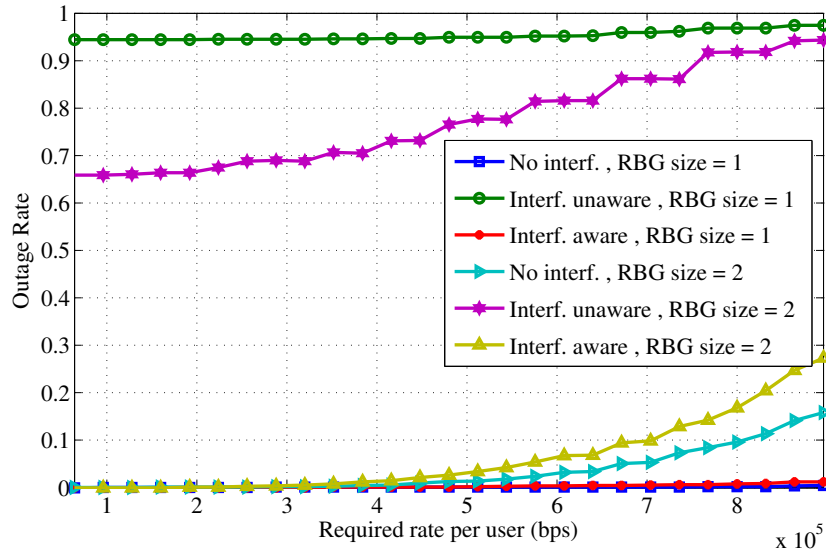 1
0.9
0.8
0.7
0.6
0.5
0.4
0.3
0.2
0.1
0
Outage Rate
No interf. , RBG size = 1
Interf. unaware , RBG size = 1
Interf. aware , RBG size = 1
No interf. , RBG size = 2
Interf. unaware , RBG size = 2
Interf. aware , RBG size = 2
1 2 3 4 5 6 7 8
Required rate per user (bps)
x 10^5